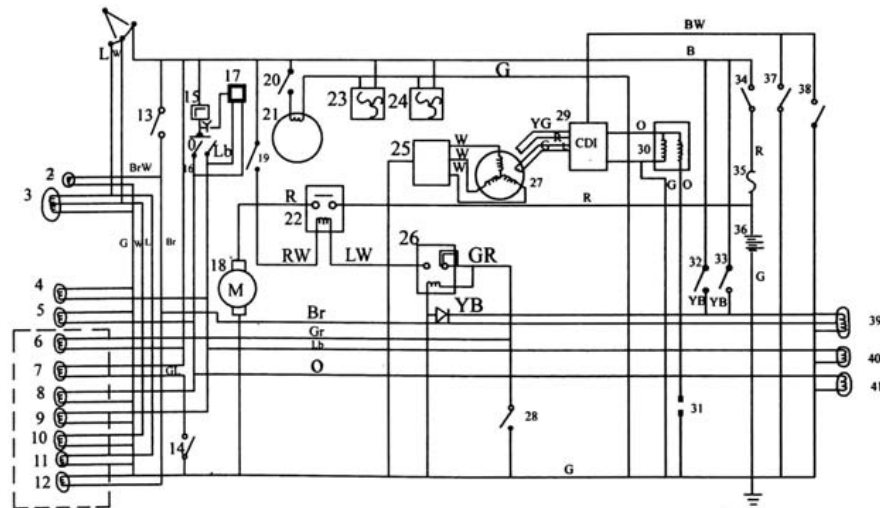 BW
L W
B
G
34
37
38
17
20
15
13
21
23
24
29
YG
R
G L
CDI
O
30
W
W
W
25
27
Lb
16
19
2
BrW
3
R
22
R
G O
R
35
36
G W L
Br
26
RW
LW
GR
32
33
G
18
M
YB
YB
YB
4
5
Br
39
6
Gr
Lb
40
7
GL
O
41
8
9
28
31
10
14
11
G
12